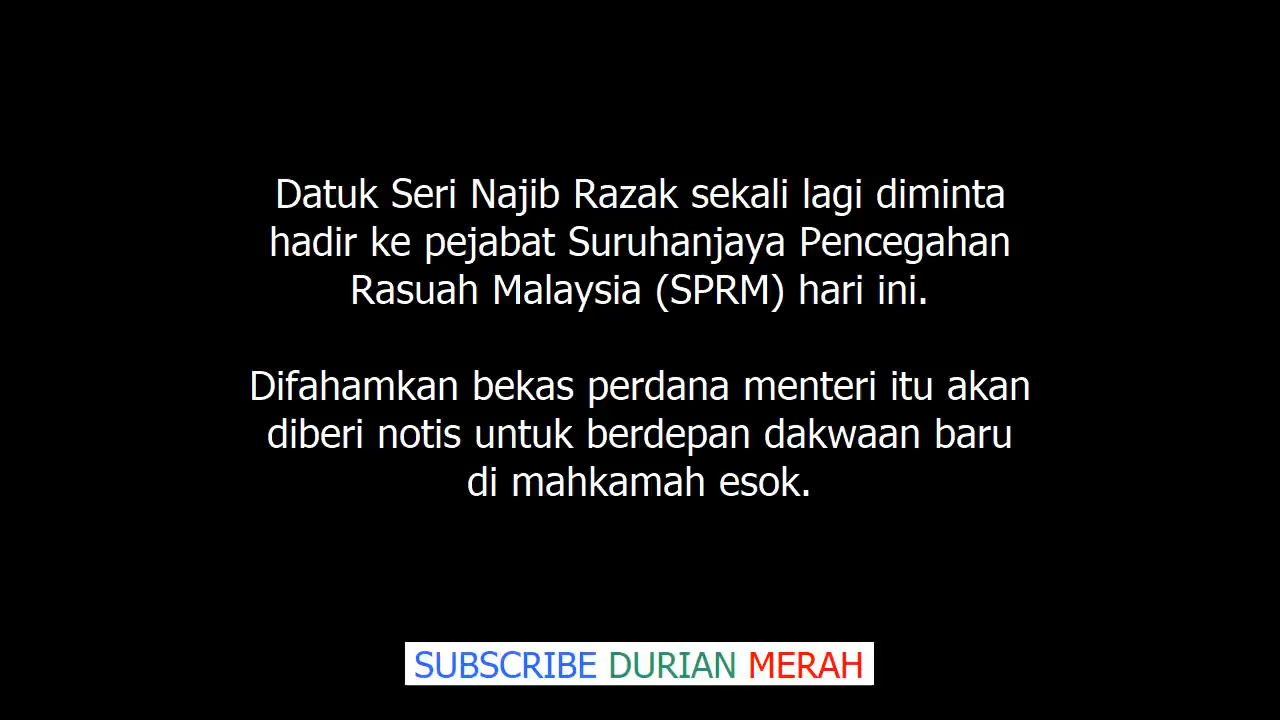 Datuk Seri Najib Razak sekali lagi diminta
hadir ke pejabat Suruhanjaya Pencegahan
Rasuah Malaysia (SPRM) hari ini.
Difahamkan bekas perdana menteri itu akan
diberi notis untuk berdepan dakwaan baru
di mahkamah esok.
SUBSCRIBE DURIAN MERAH